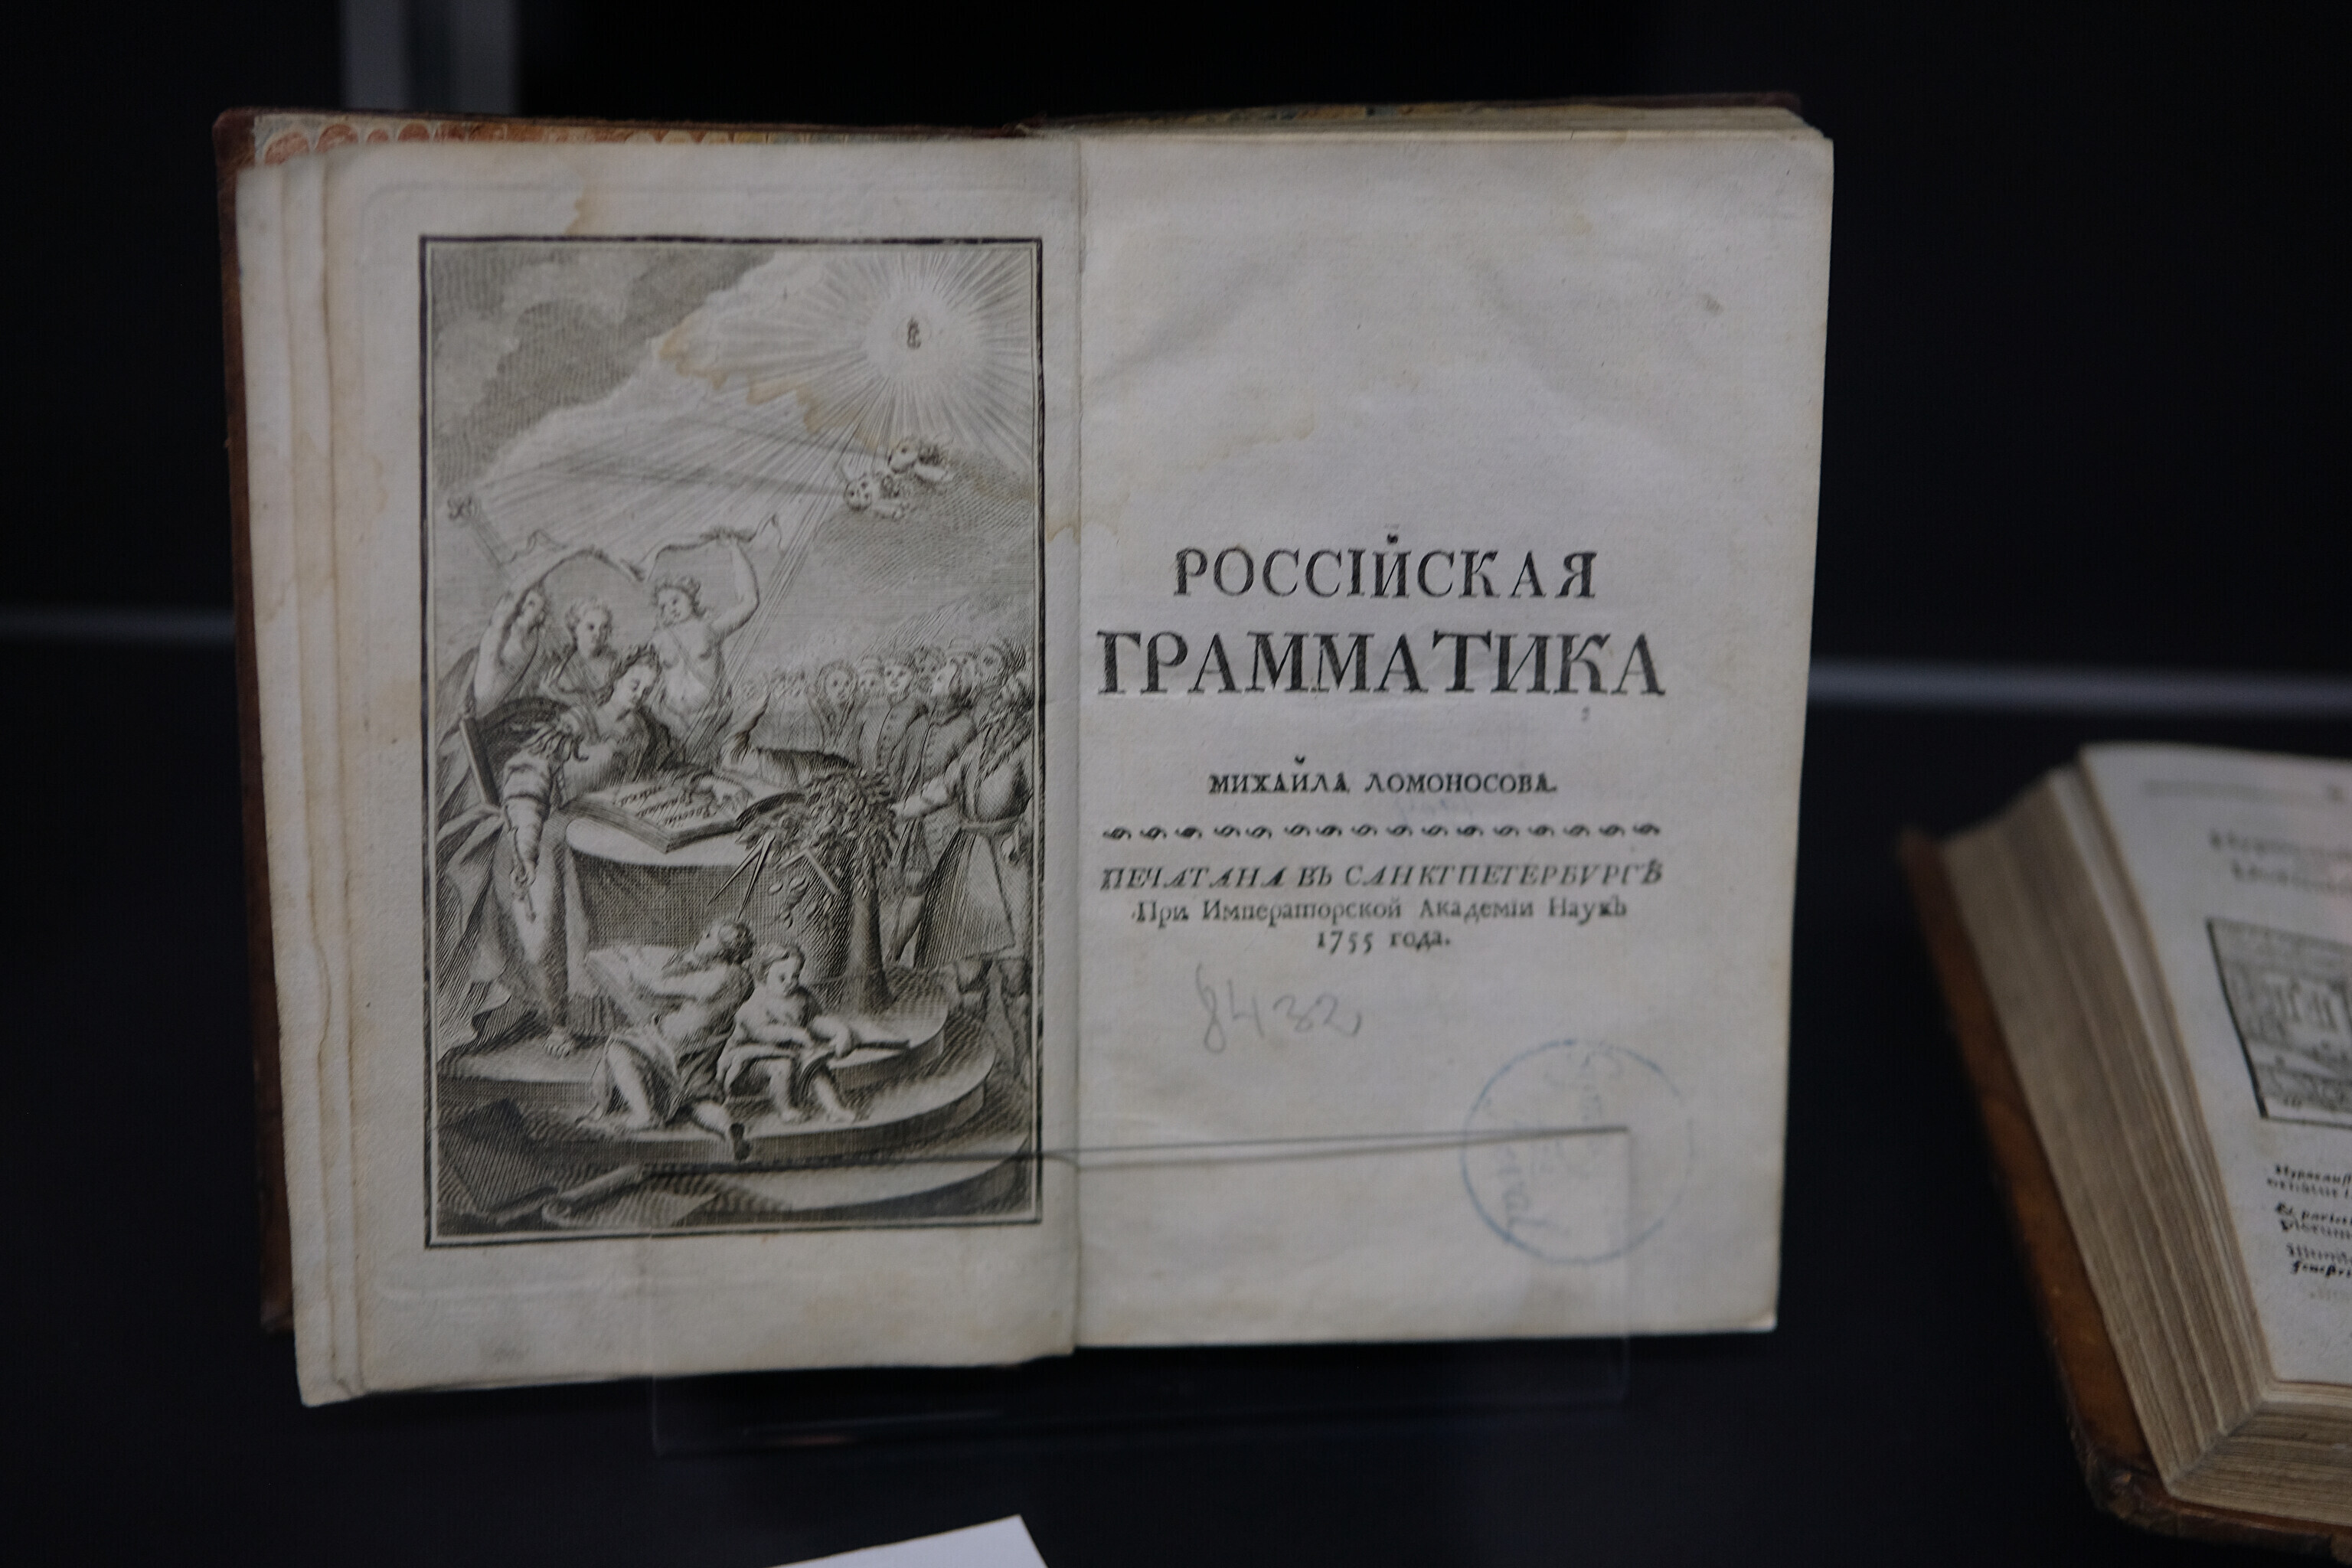 РОССІЙСКАЯ
ГРАММАТИКА
МИХАЙЛА ЛОМОНОСОВА.
ПЕЧАТАНА ВЪ САНКТПЕТЕРБУРГѢ
При Императорской Академіи Наукъ
1755 года.
8432